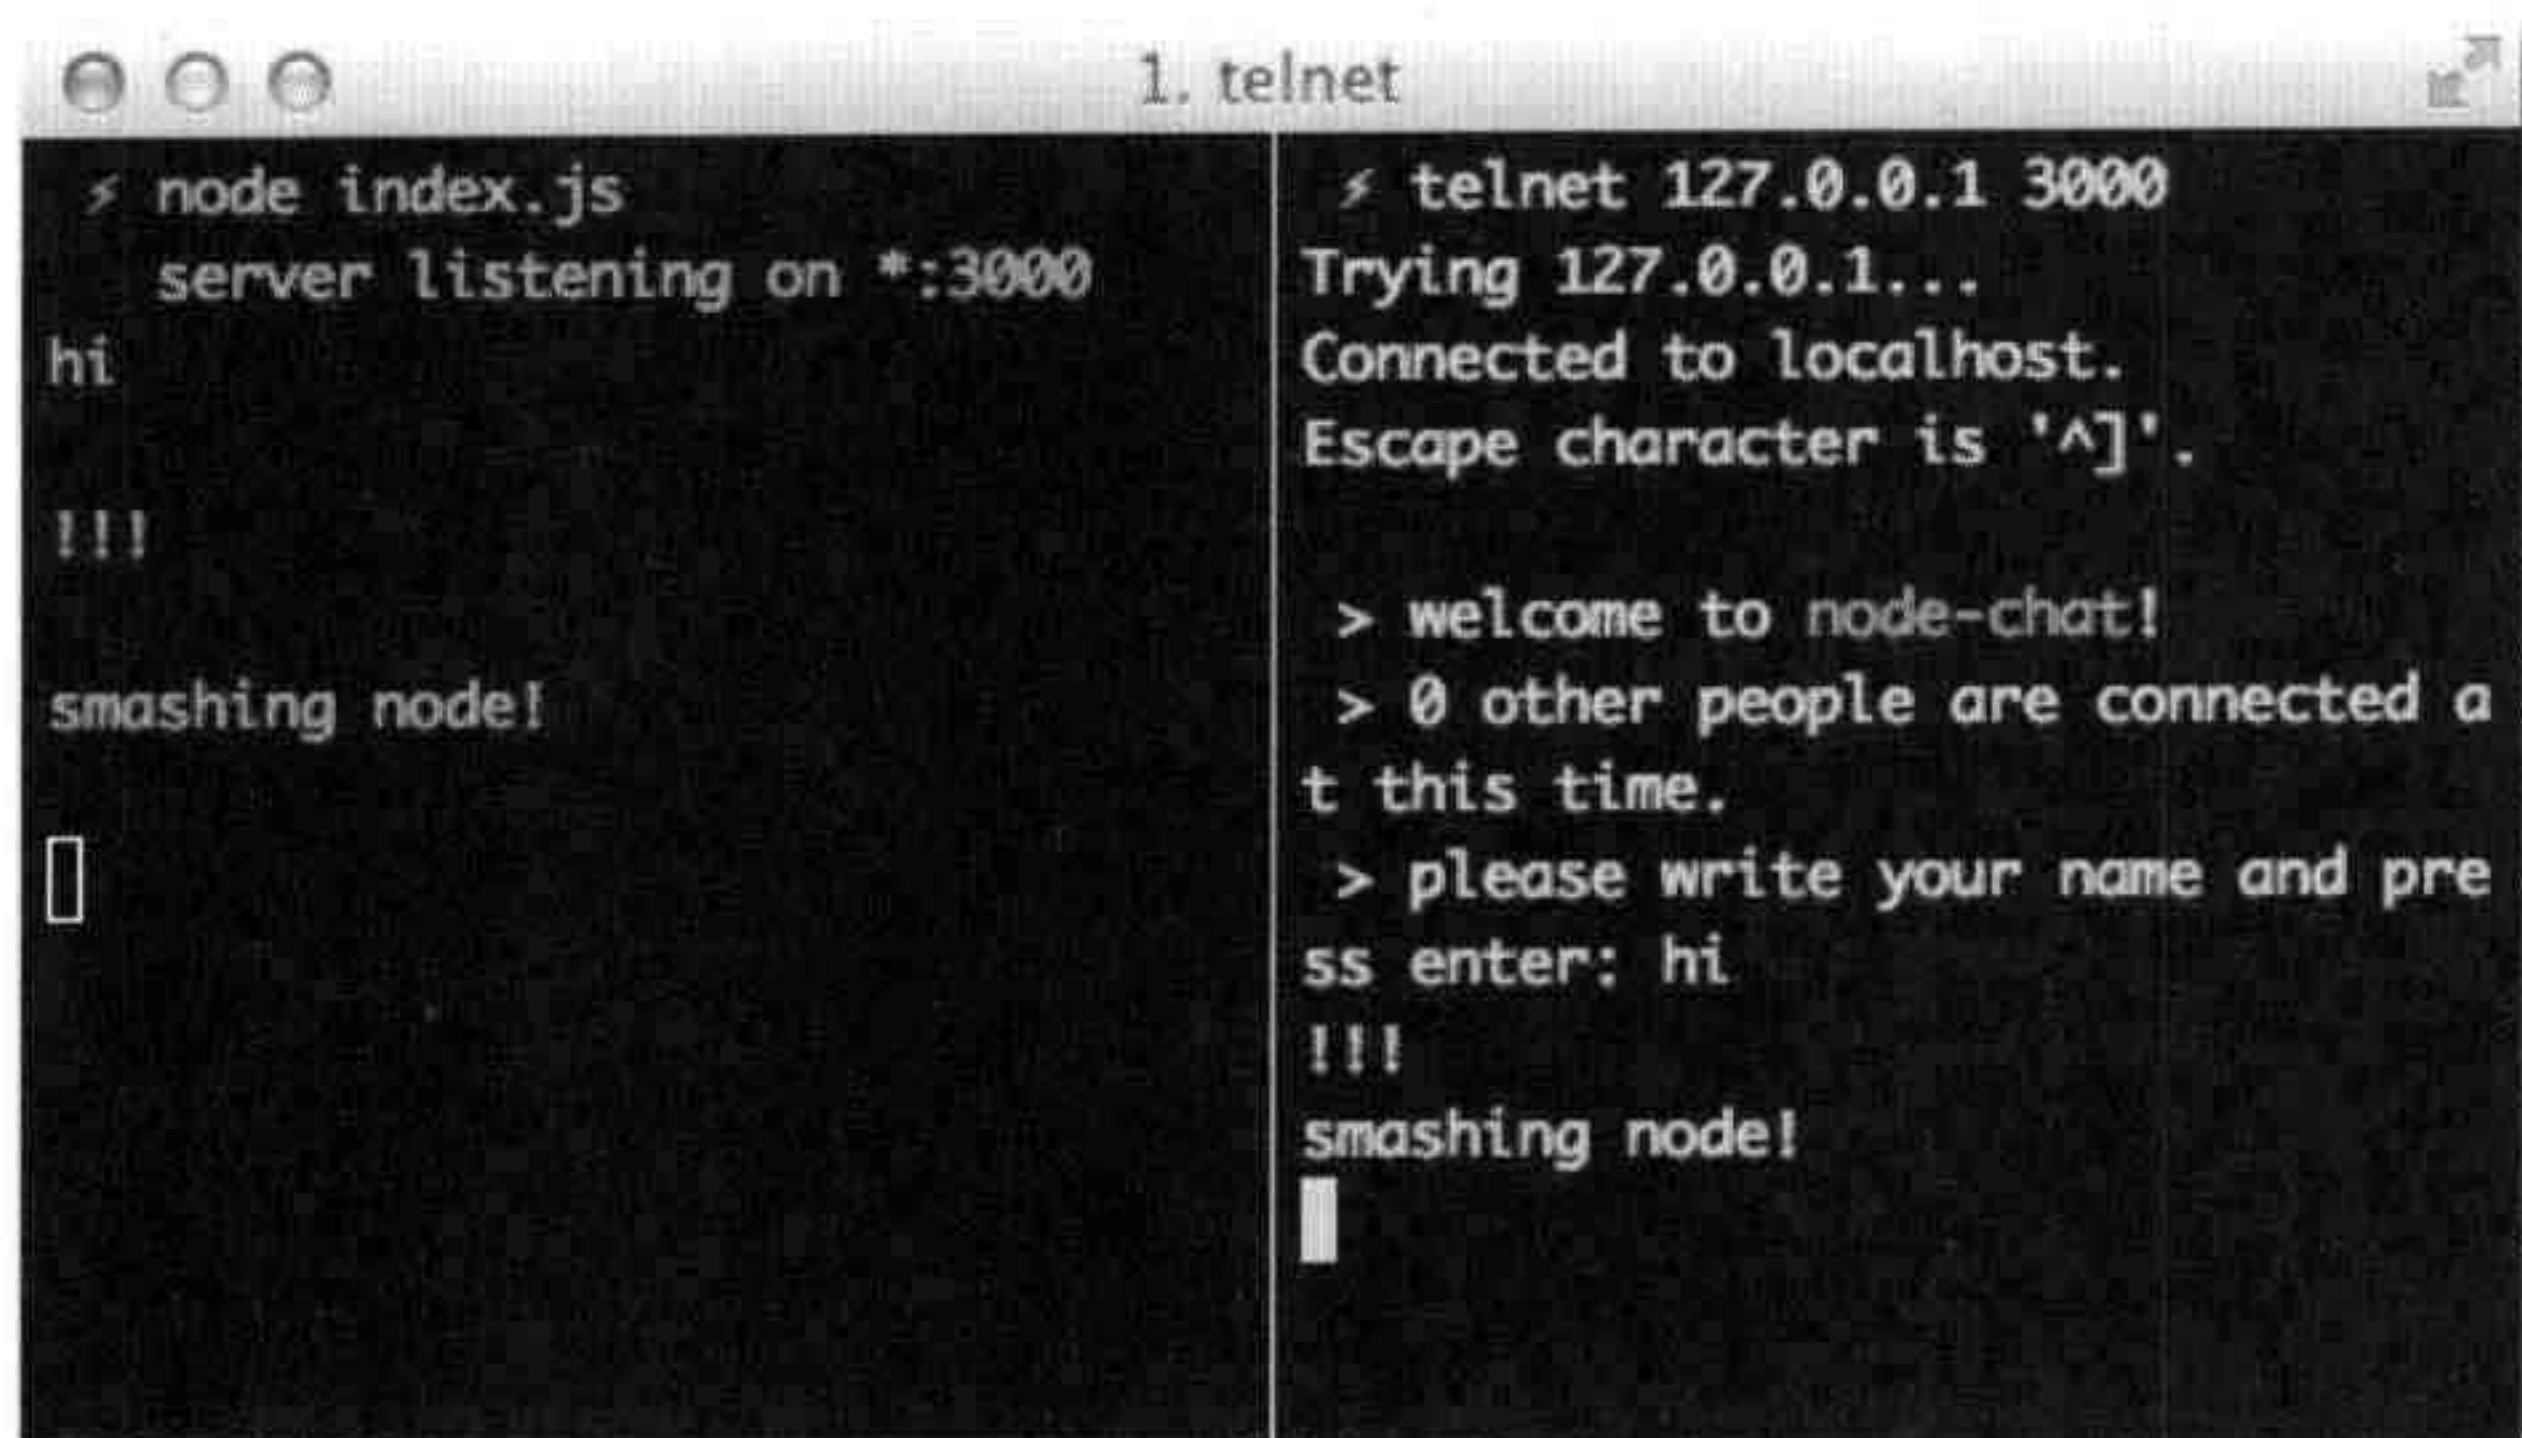 1. telnet
⚡ node index.js
server listening on *:3000
hi
!!!
smashing node!
⚡ telnet 127.0.0.1 3000
Trying 127.0.0.1...
Connected to localhost.
Escape character is '^]'.
> welcome to node-chat!
> 0 other people are connected a
t this time.
> please write your name and pre
ss enter: hi
!!!
smashing node!